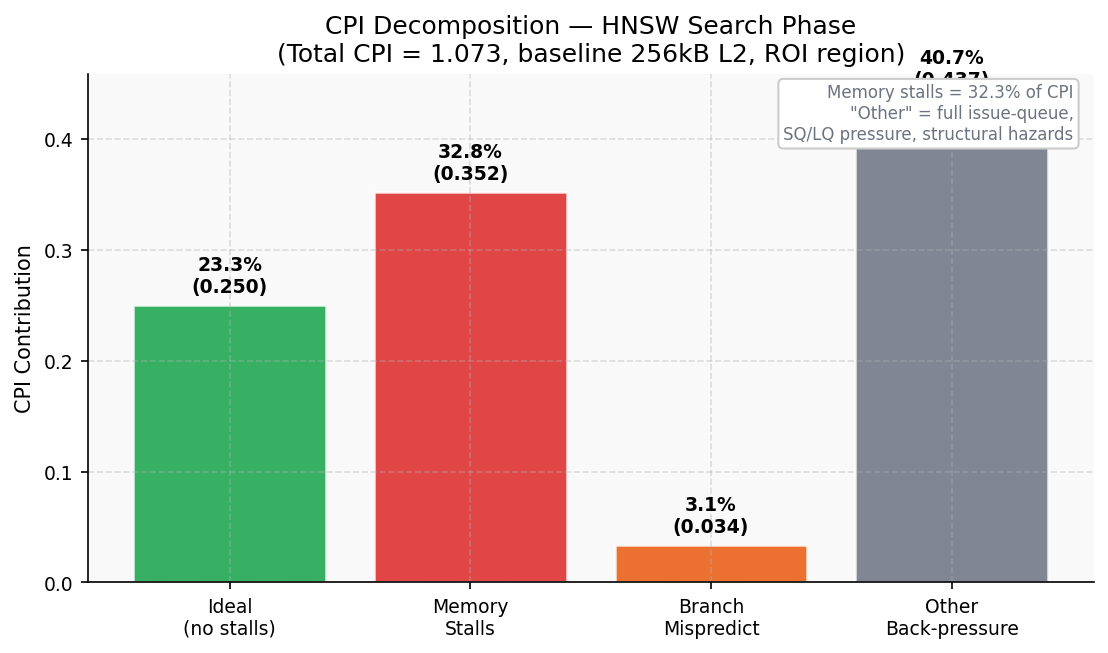 CPI Decomposition — HNSW Search Phase
(Total CPI = 1.073, baseline 256kB L2, ROI region)
40.7%
(0.437)
Memory stalls = 32.3% of CPI
"Other" = full issue-queue,
SQ/LQ pressure, structural hazards
CPI Contribution
0.4
0.3
0.2
0.1
0.0
23.3%
(0.250)
32.8%
(0.352)
3.1%
(0.034)
Ideal
(no stalls)
Memory
Stalls
Branch
Mispredict
Other
Back-pressure